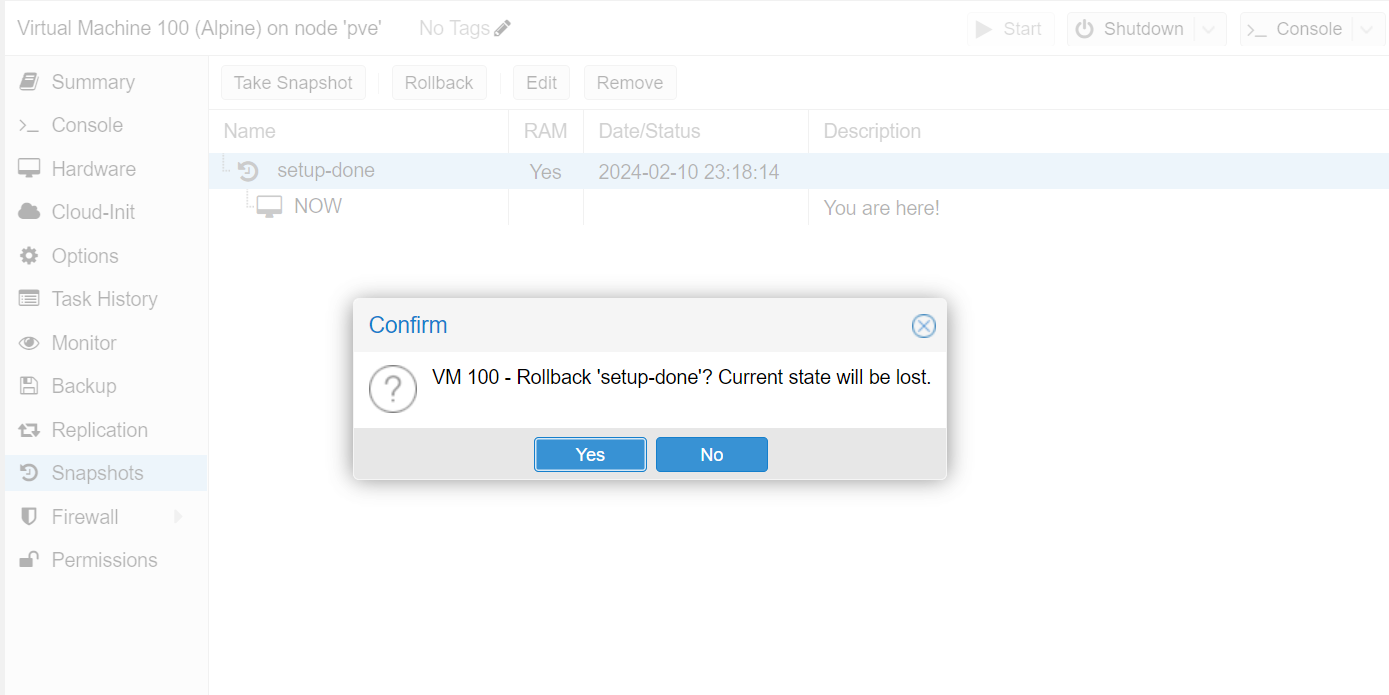 Virtual Machine 100 (Alpine) on node 'pve' No Tags Start Shutdown >_ Console
Summary
Console
Hardware
Cloud-Init
Options
Task History
Monitor
Backup
Replication
Snapshots
Firewall
Permissions
Take Snapshot Rollback Edit Remove
Name RAM Date/Status Description
setup-done Yes 2024-02-10 23:18:14
NOW You are here!
Confirm
VM 100 - Rollback 'setup-done'? Current state will be lost.
Yes No